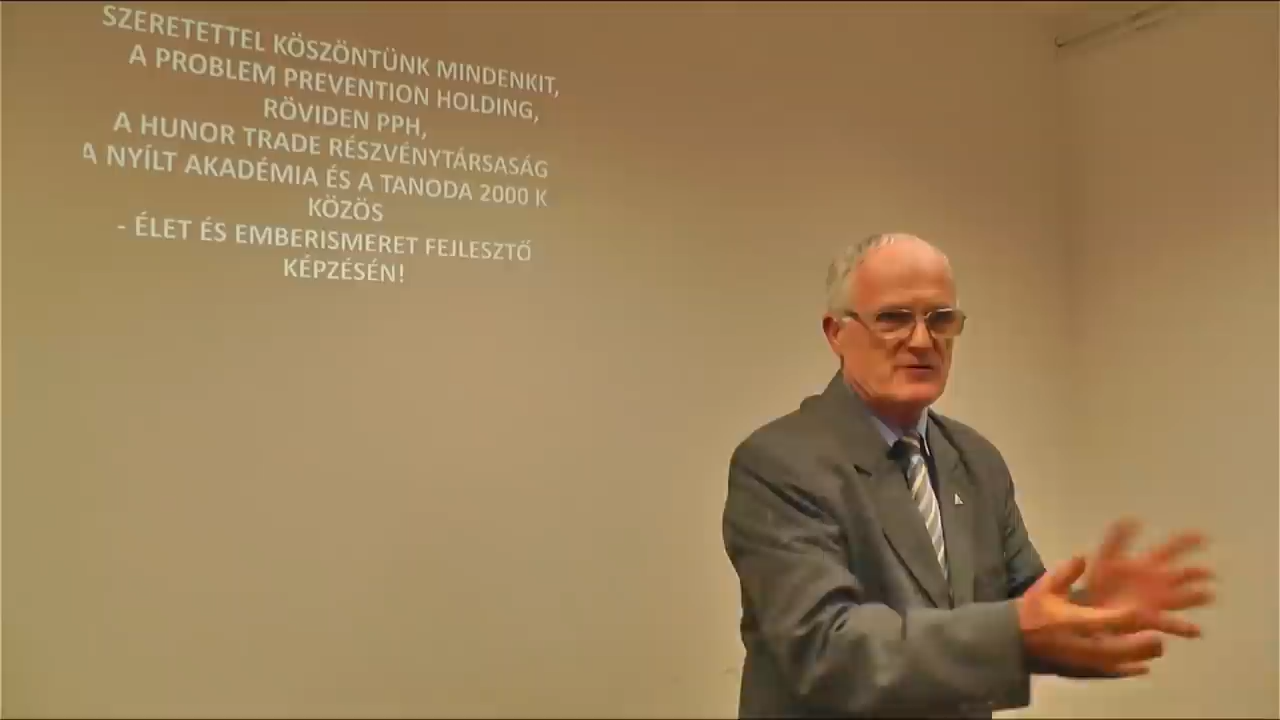 SZERETETTEL KÖSZÖNTÜNK MINDENKIT,
A PROBLEM PREVENTION HOLDING,
RÖVIDEN PPH,
A HUNOR TRADE RÉSZVÉNYTÁRSASÁG
A NYÍLT AKADÉMIA ÉS A TANODA 2000 K
KÖZÖS
- ÉLET ÉS EMBERISMERET FEJLESZTŐ
KÉPZÉSÉN!